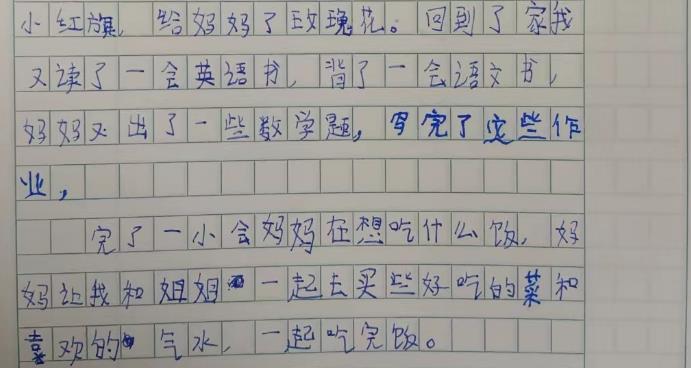 小红旗，给妈妈了玫瑰花。回到了家我
又读了一会英语书，背了一会语文书，
妈妈又出了一些数学题，写完了这些作
业，
完了一小会妈妈在想吃什么饭，妈
妈让我和姐姐一起去买些好吃的菜和
喜欢的气水，一起吃完饭。